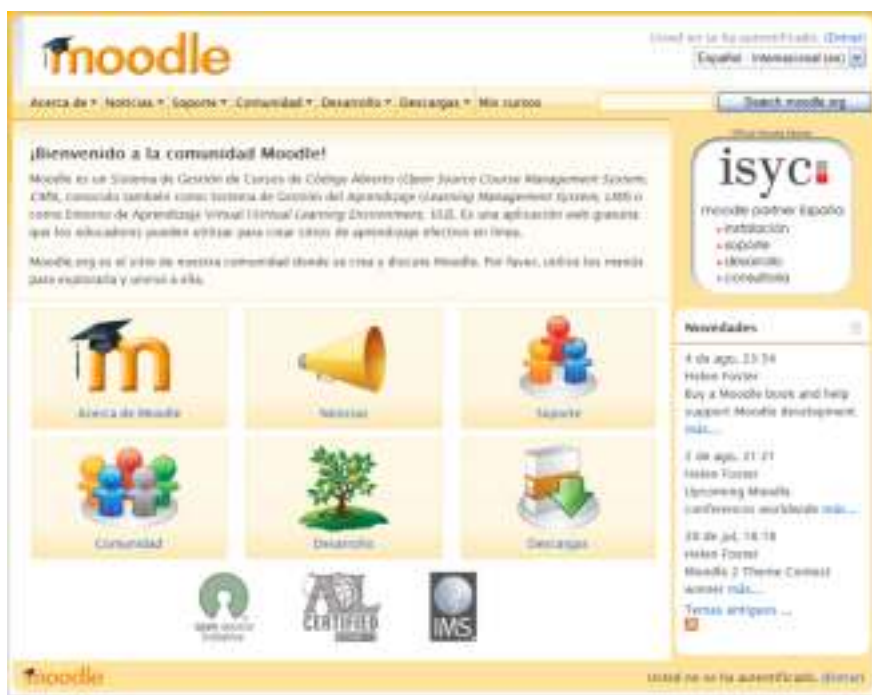 moodle
Usted no se ha autentificado. (Entrar)
Español - Internacional (es)
Acerca de Noticias Soporte Comunidad Desarrollo Descargas Mis cursos
Search moodle.org
¡Bienvenido a la comunidad Moodle!
Moodle es un Sistema de Gestión de Cursos de Código Abierto (Open Source Course Management System,
CMS), conocido también como Sistema de Gestión del Aprendizaje (Learning Management System, LMS) o
como Entorno de Aprendizaje Virtual (Virtual Learning Environment, VLE). Es una aplicación web gratuita
que los educadores pueden utilizar para crear sitios de aprendizaje efectivo en línea.
Moodle.org es el sitio de nuestra comunidad donde se crea y discute Moodle. Por favor, utilice los menús
para explorarla y unirse a ella.
isyc
moodle partner España
instalación
soporte
desarrollo
consultoria
Acerca de Moodle
Noticias
Soporte
Comunidad
Desarrollo
Descargas
Novedades
4 de ago, 23:34
Helen Foster
Buy a Moodle book and help
support Moodle development
más...
2 de ago, 21:21
Helen Foster
Upcoming Moodle
conferences worldwide más...
Helen Foster
Moodle 2 Theme Contest
winner más...
Temas antiguos ...
open source
initiative
ADL
CERTIFIED
IMS
moodle
Usted no se ha autentificado. (Entrar)